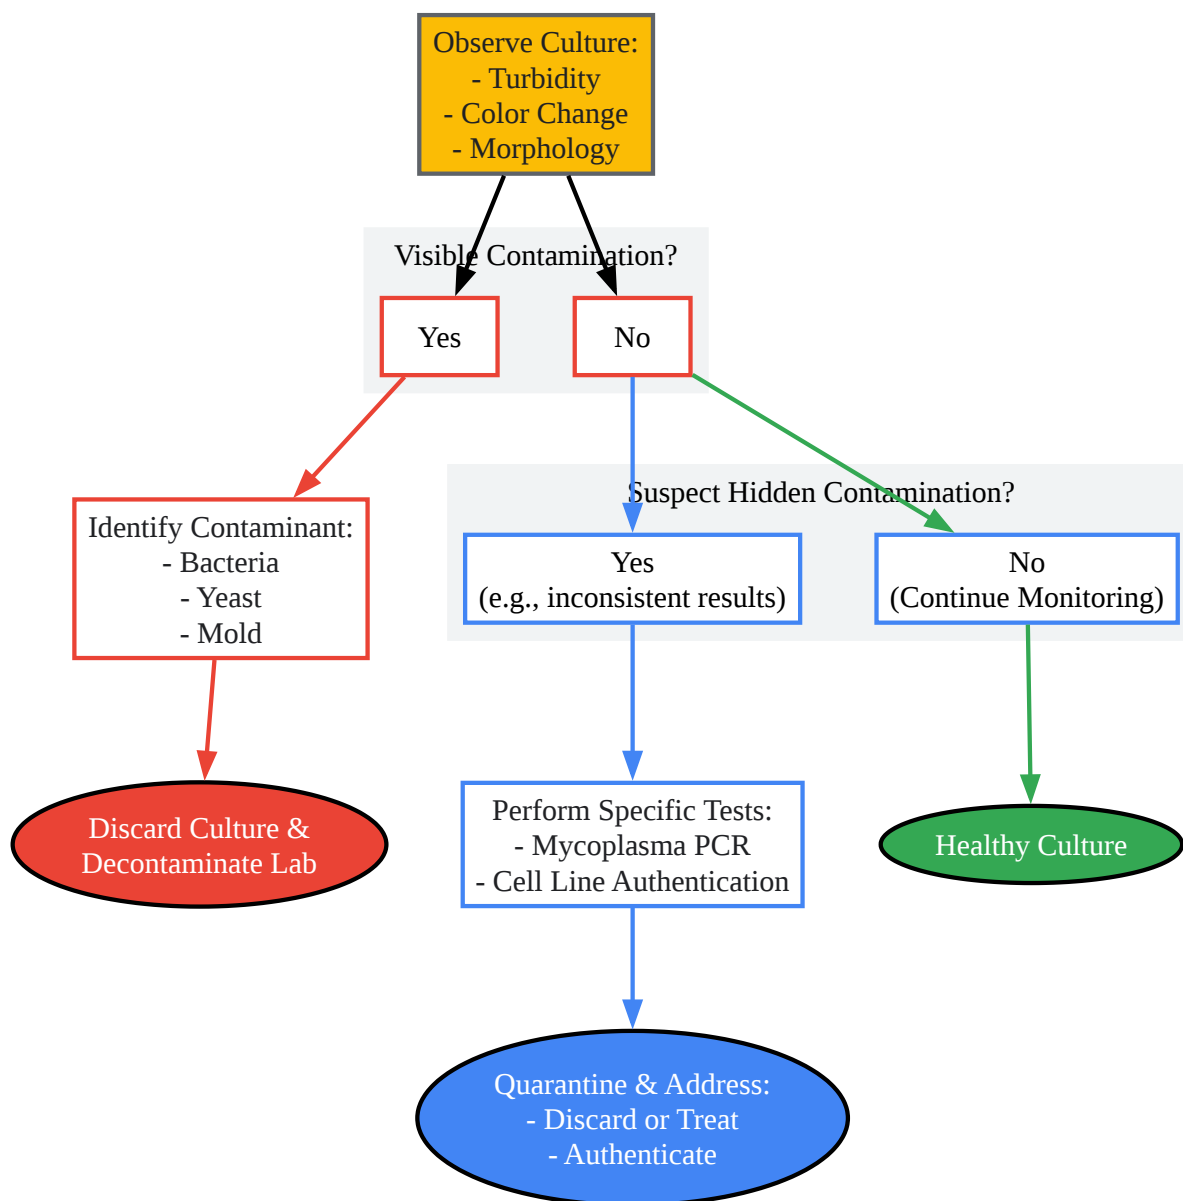 Observe Culture:
- Turbidity
- Color Change
- Morphology
Visible Contamination?
Yes
No
Suspect Hidden Contamination?
Identify Contaminant:
- Bacteria
- Yeast
- Mold
Yes
(e.g., inconsistent results)
No
(Continue Monitoring)
Discard Culture &
Decontaminate Lab
Perform Specific Tests:
- Mycoplasma PCR
- Cell Line Authentication
Healthy Culture
Quarantine & Address:
- Discard or Treat
- Authenticate